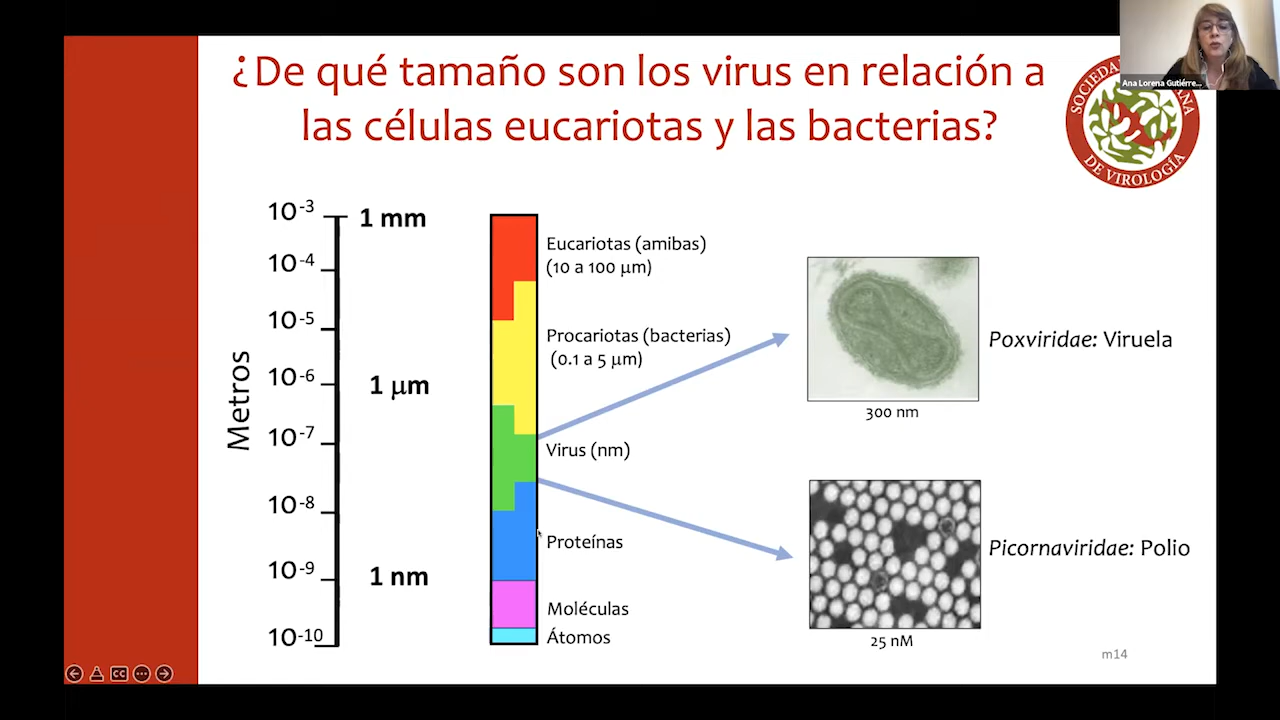 ¿De qué tamaño son los virus en relación a
las células eucariotas y las bacterias?
SOCIEDA
ANA
DE VIROLOGÍA
Ana Lorena Gutiérre...
Metros
10-3
1 mm
10-4
10-5
10-6
1 μm
10-7
10-8
10-9
1 nm
10-10
Eucariotas (amibas)
(10 a 100 μm)
Procariotas (bacterias)
(0.1 a 5 μm)
Virus (nm)
Proteínas
Moléculas
Átomos
Poxviridae: Viruela
300 nm
Picornaviridae: Polio
25 nM
m14
CC